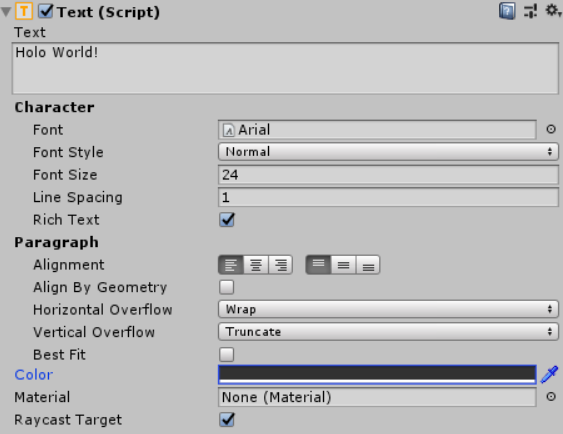 Text (Script)
Text
Holo World!
Character
Font Arial
Font Style Normal
Font Size 24
Line Spacing 1
Rich Text
Paragraph
Alignment
Align By Geometry
Horizontal Overflow Wrap
Vertical Overflow Truncate
Best Fit
Color
Material None (Material)
Raycast Target